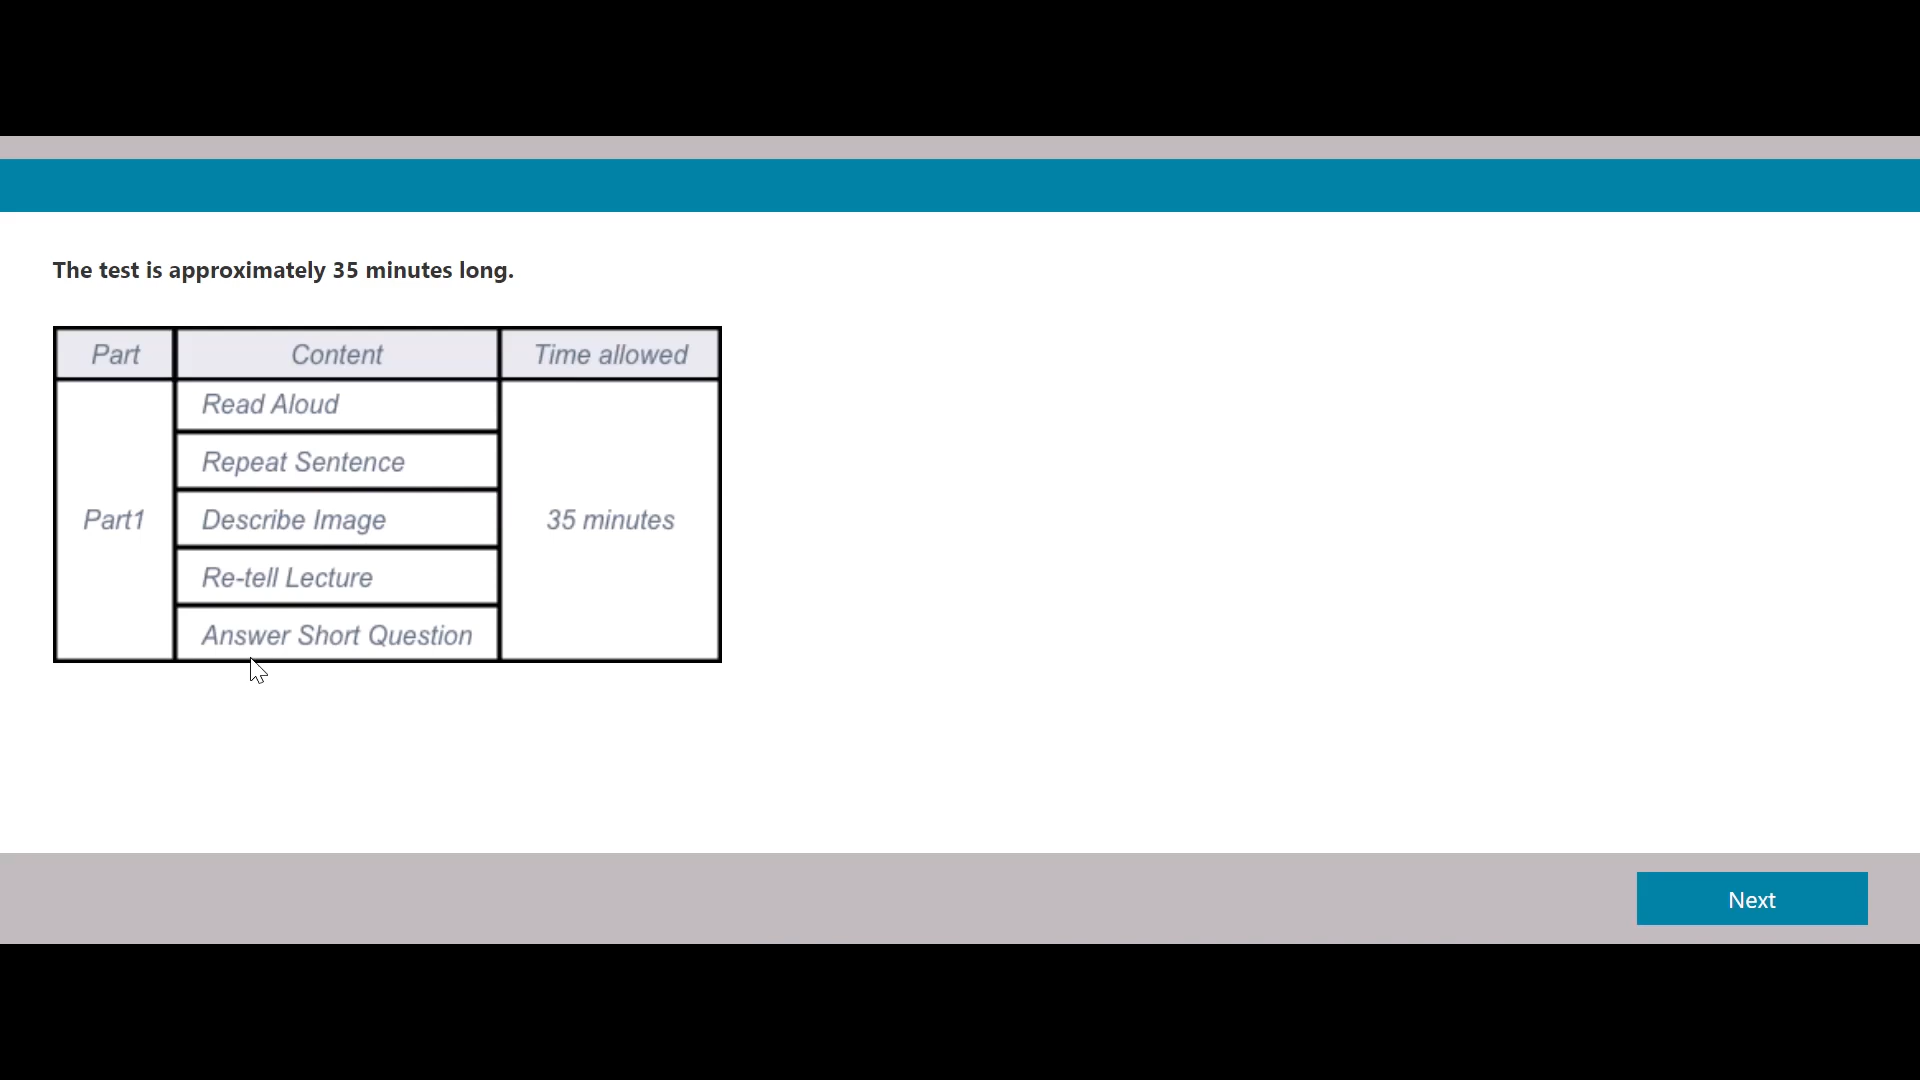 The test is approximately 35 minutes long.
Part Content Time allowed
Read Aloud
Repeat Sentence
Part1 Describe Image 35 minutes
Re-tell Lecture
Answer Short Question
Next